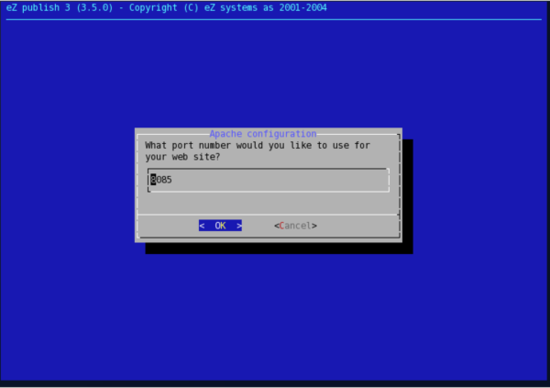 eZ publish 3 (3.5.0) - Copyright (C) eZ systems as 2001-2004
Apache configuration
What port number would you like to use for
your web site?
8085
< OK > <Cancel>